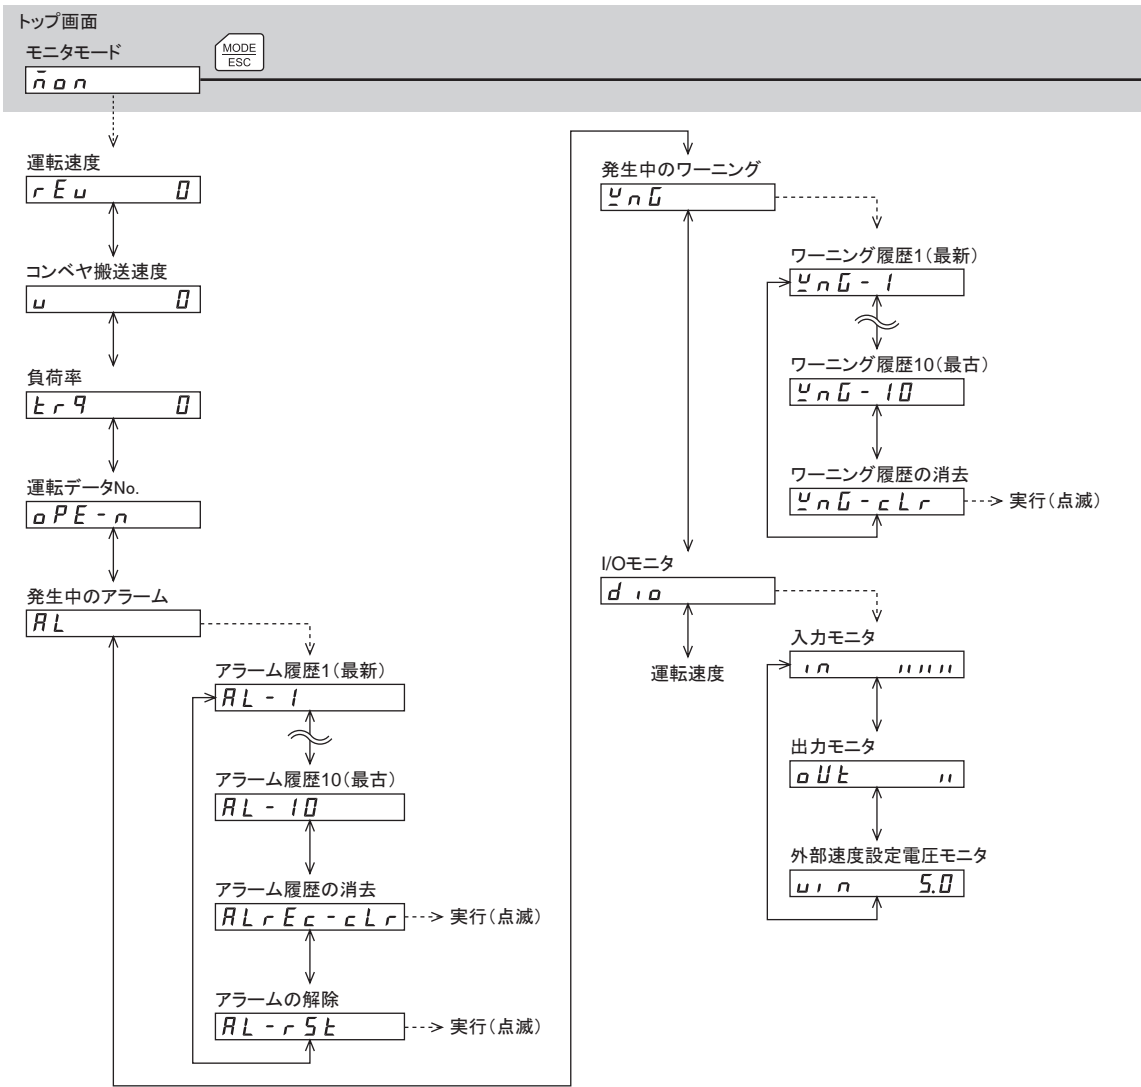 トップ画面
モニタモード
MODE
ESC
mon
運転速度
rEv 0
コンベヤ搬送速度
v 0
負荷率
trq 0
運転データNo.
oPE-n
発生中のアラーム
AL
アラーム履歴1(最新)
AL-1
アラーム履歴10(最古)
AL-10
アラーム履歴の消去
ALrEc-cLr
実行(点滅)
アラームの解除
AL-rSt
実行(点滅)
発生中のワーニング
WnG
ワーニング履歴1(最新)
WnG-1
ワーニング履歴10(最古)
WnG-10
ワーニング履歴の消去
WnG-cLr
実行(点滅)
I/Oモニタ
dio
運転速度
入力モニタ
in
出力モニタ
oUt
外部速度設定電圧モニタ
vin 5.0